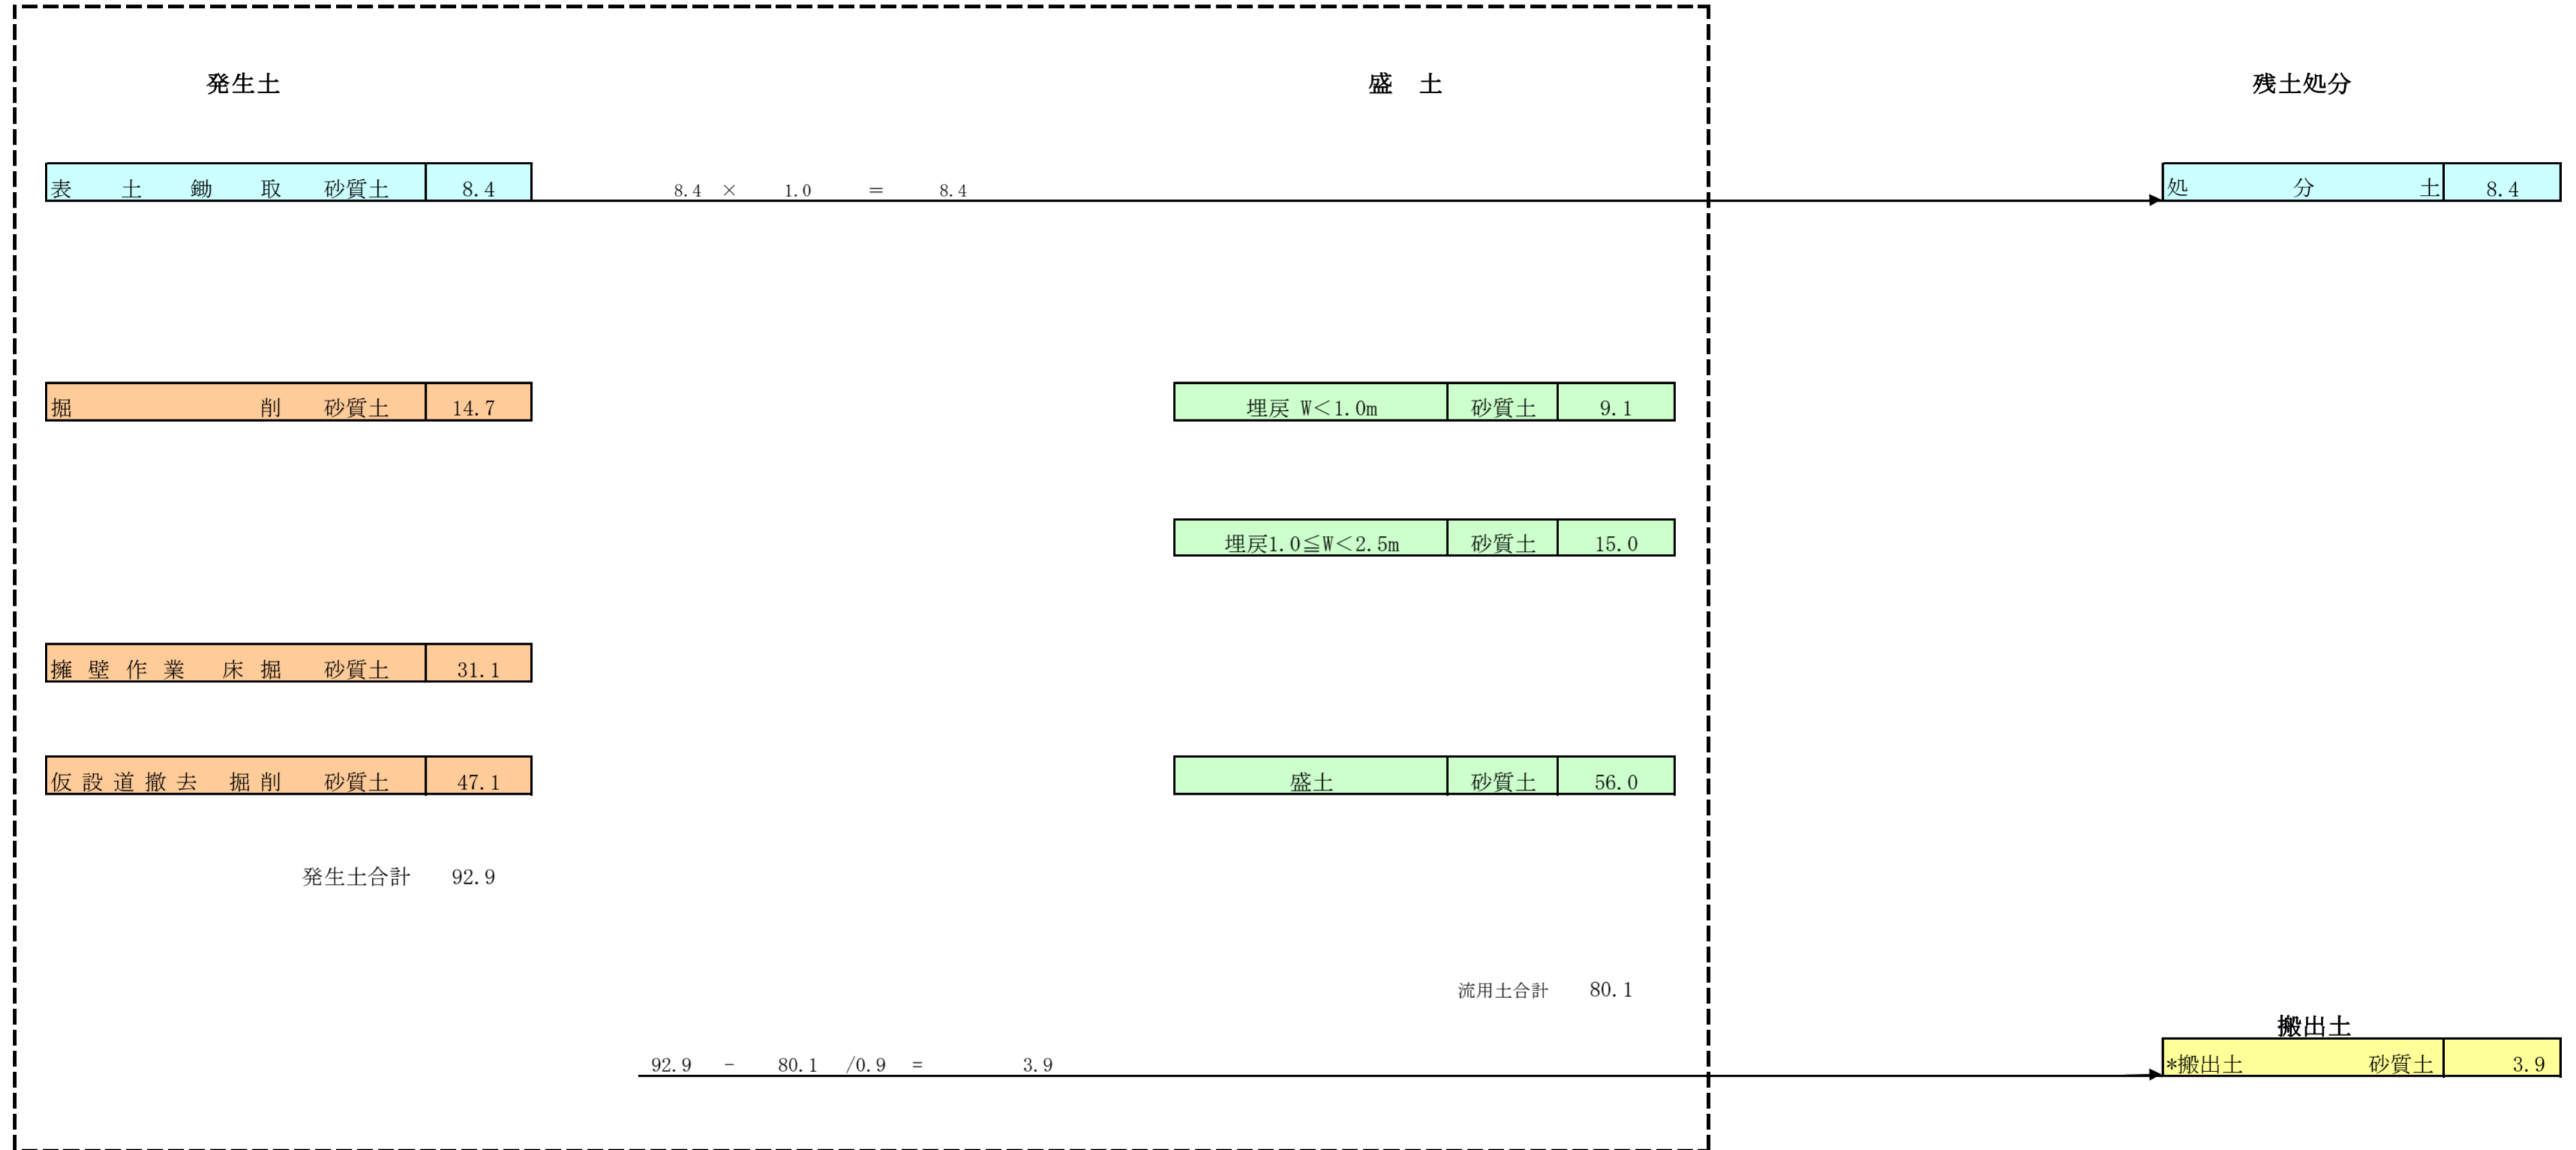 発生土 盛 土 残土処分
表土鋤取 砂質土 8.4 8.4 × 1.0 = 8.4 処分土 8.4
掘削 砂質土 14.7 埋戻 W<1.0m 砂質土 9.1
埋戻1.0≦W<2.5m 砂質土 15.0
擁壁作業 床掘 砂質土 31.1
仮設道撤去 掘削 砂質土 47.1 盛土 砂質土 56.0
発生土合計 92.9
流用土合計 80.1
搬出土
92.9 - 80.1 /0.9 = 3.9 *搬出土 砂質土 3.9